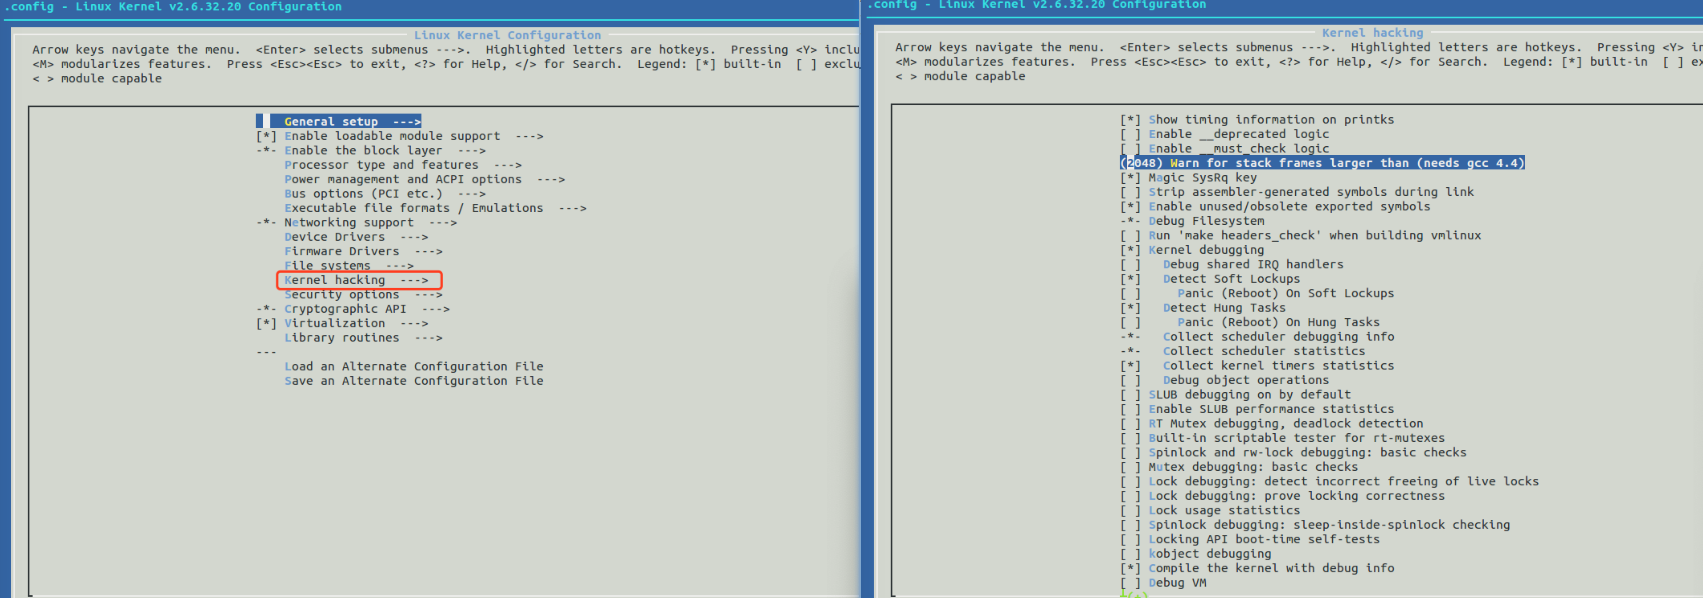 .config - Linux Kernel v2.6.32.20 Configuration
Linux Kernel Configuration
Arrow keys navigate the menu.  <Enter> selects submenus --->.  Highlighted letters are hotkeys.  Pressing <Y> inclu
<M> modularizes features.  Press <Esc><Esc> to exit, <?> for Help, </> for Search.  Legend: [*] built-in  [ ] exclu
< > module capable
General setup  --->
[*] Enable loadable module support  --->
-*- Enable the block layer  --->
Processor type and features  --->
Power management and ACPI options  --->
Bus options (PCI etc.)  --->
Executable file formats / Emulations  --->
-*- Networking support  --->
Device Drivers  --->
Firmware Drivers  --->
File systems  --->
Kernel hacking  --->
Security options  --->
-*- Cryptographic API  --->
[*] Virtualization  --->
Library routines  --->
---
Load an Alternate Configuration File
Save an Alternate Configuration File
.config - Linux Kernel v2.6.32.20 Configuration
Kernel hacking
Arrow keys navigate the menu.  <Enter> selects submenus --->.  Highlighted letters are hotkeys.  Pressing <Y> in
<M> modularizes features.  Press <Esc><Esc> to exit, <?> for Help, </> for Search.  Legend: [*] built-in  [ ] ex
< > module capable
[*] Show timing information on printks
[ ] Enable __deprecated logic
[ ] Enable __must_check logic
(2048) Warn for stack frames larger than (needs gcc 4.4)
[*] Magic SysRq key
[ ] Strip assembler-generated symbols during link
[*] Enable unused/obsolete exported symbols
-*- Debug Filesystem
[ ] Run 'make headers_check' when building vmlinux
[*] Kernel debugging
[ ]   Debug shared IRQ handlers
[*]   Detect Soft Lockups
[ ]     Panic (Reboot) On Soft Lockups
[*]   Detect Hung Tasks
[ ]     Panic (Reboot) On Hung Tasks
-*-   Collect scheduler debugging info
-*-   Collect scheduler statistics
[*]   Collect kernel timers statistics
[ ]   Debug object operations
[ ] SLUB debugging on by default
[ ] Enable SLUB performance statistics
[ ] RT Mutex debugging, deadlock detection
[ ] Built-in scriptable tester for rt-mutexes
[ ] Spinlock and rw-lock debugging: basic checks
[ ] Mutex debugging: basic checks
[ ] Lock debugging: detect incorrect freeing of live locks
[ ] Lock debugging: prove locking correctness
[ ] Lock usage statistics
[ ] Spinlock debugging: sleep-inside-spinlock checking
[ ] Locking API boot-time self-tests
[ ] kobject debugging
[*] Compile the kernel with debug info
[ ] Debug VM